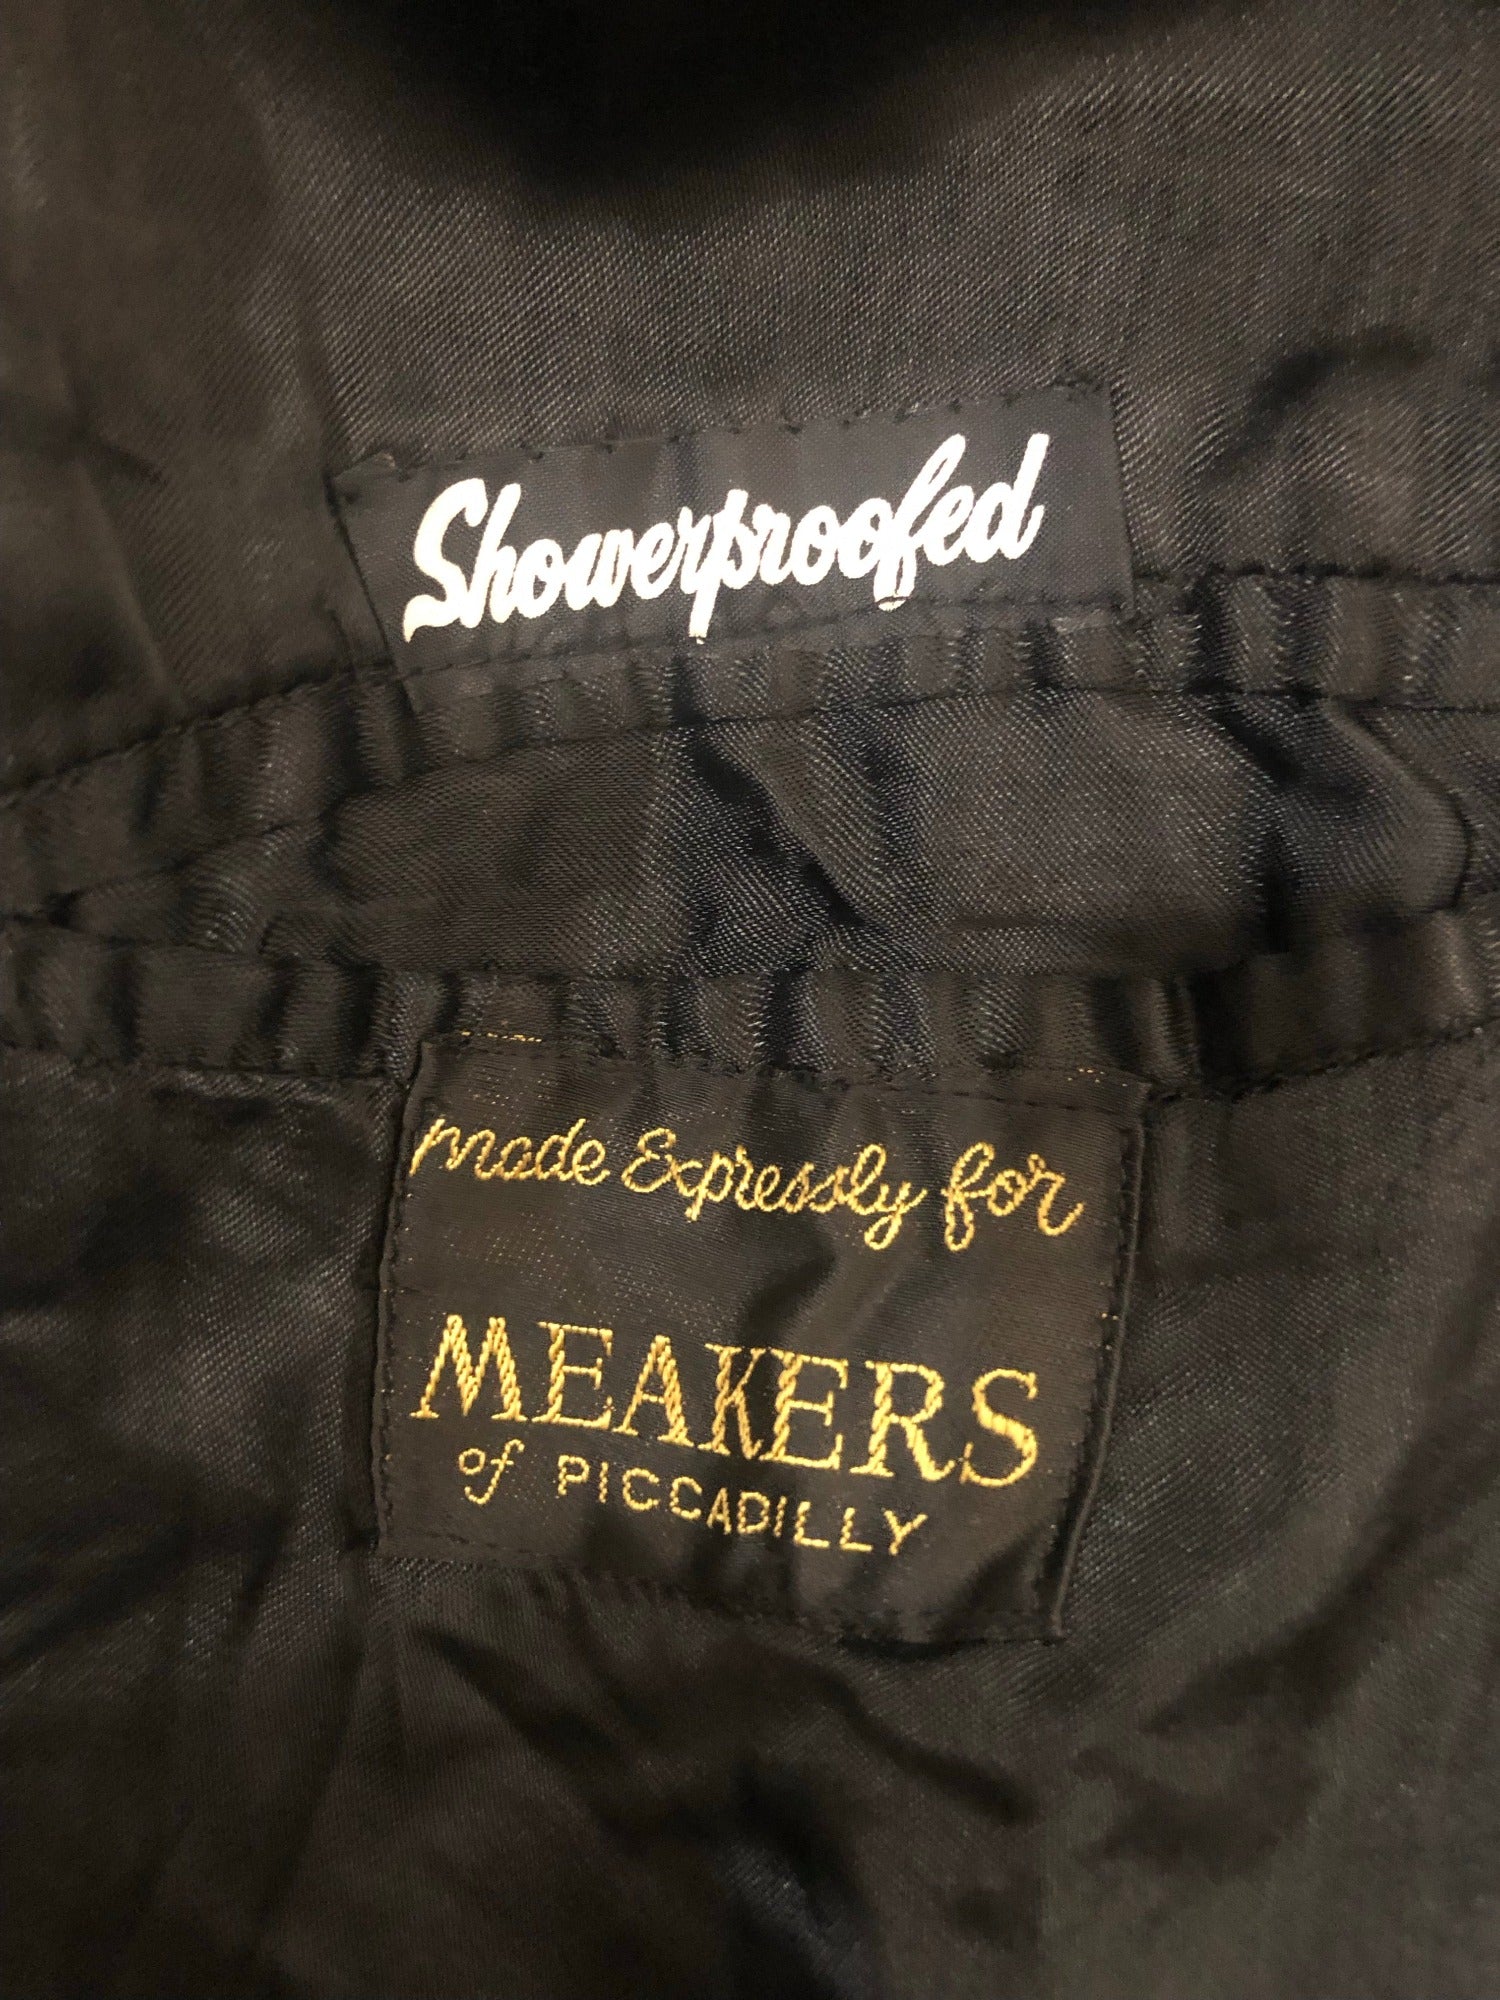 Showerproofed
made Expressly for
MEAKERS
of PICCADILLY